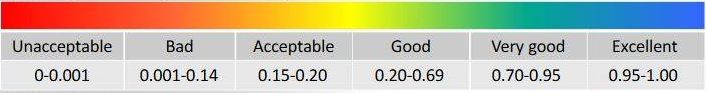 Unacceptable Bad Acceptable Good Very good Excellent
0-0.001 0.001-0.14 0.15-0.20 0.20-0.69 0.70-0.95 0.95-1.00